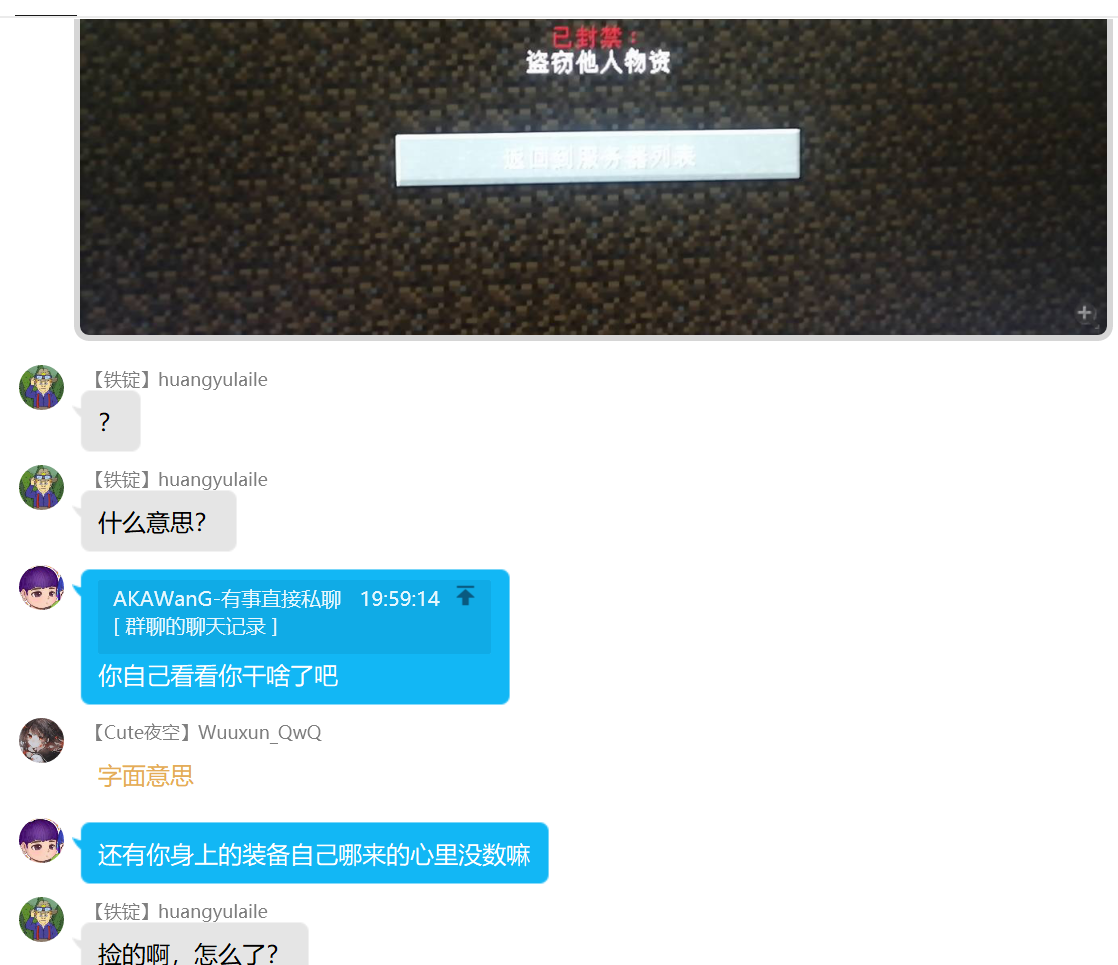 已封禁：
盗窃他人物资
返回到服务器列表
【铁锭】huangyulaile
?
【铁锭】huangyulaile
什么意思?
AKAWanG-有事直接私聊 19:59:14
[ 群聊的聊天记录 ]
你自己看看你干啥了吧
【Cute夜空】Wuuxun_QwQ
字面意思
还有你身上的装备自己哪来的心里没数嘛
【铁锭】huangyulaile
捡的啊，怎么了?